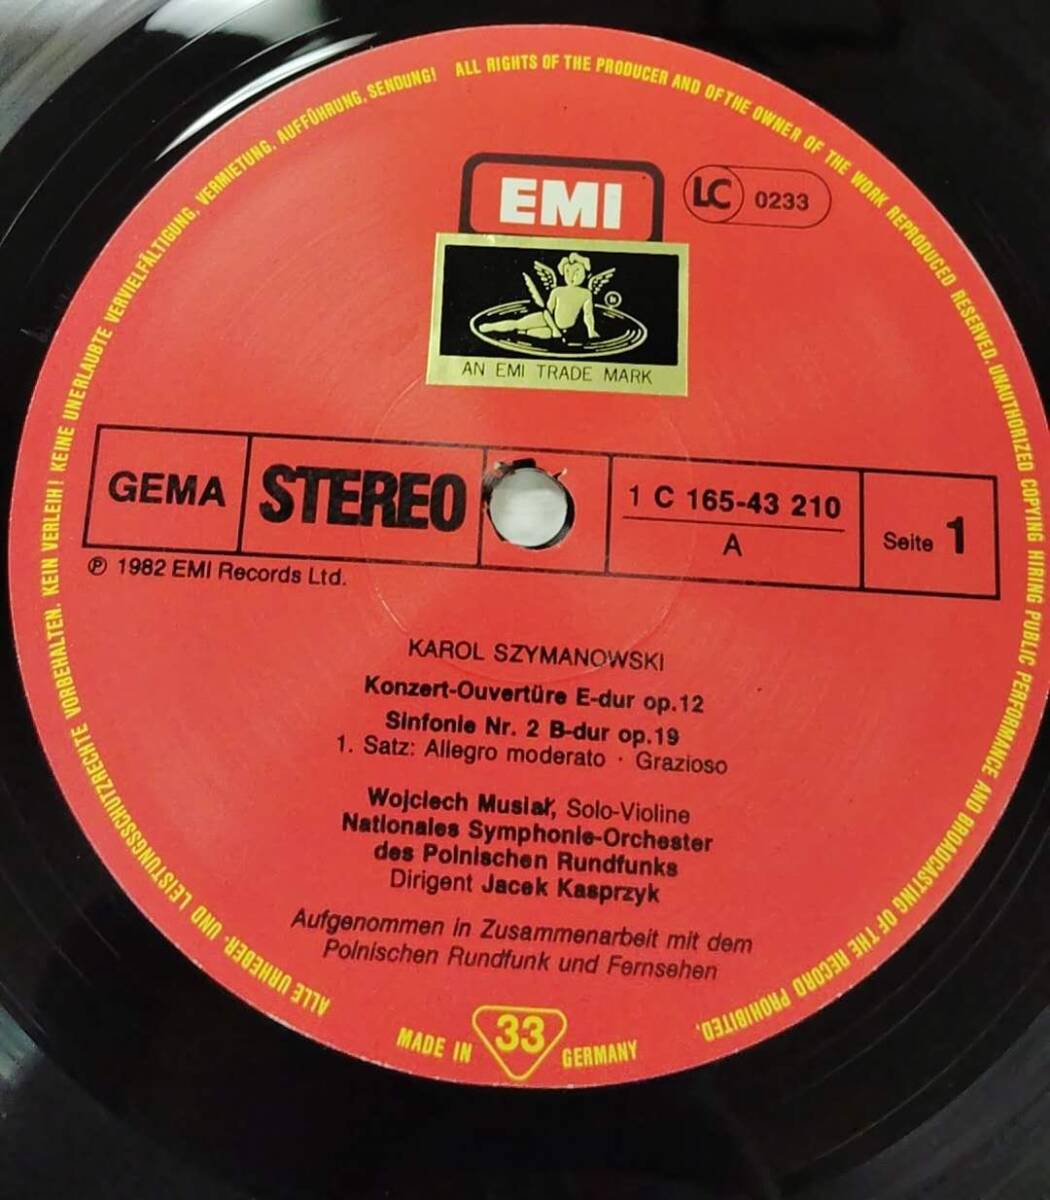 ALLE URHEBER- UND LEISTUNGSSCHUTZRECHTE VORBEHALTEN. KEIN VERLEIH! KEINE UNERLAUBTE VERVIELFÄLTIGUNG, VERMIETUNG, AUFFÜHRUNG, SENDUNG!
ALL RIGHTS OF THE PRODUCER AND OF THE OWNER OF THE WORK REPRODUCED RESERVED. UNAUTHORIZED COPYING HIRING PUBLIC PERFORMANCE AND BROADCASTING OF THE RECORD PROHIBITED.
EMI
LC 0233
AN EMI TRADE MARK
GEMA
STEREO
1 C 165-43 210
A
Seite 1
℗ 1982 EMI Records Ltd.
KAROL SZYMANOWSKI
Konzert-Ouvertüre E-dur op.12
Sinfonie Nr. 2 B-dur op.19
1. Satz: Allegro moderato · Grazioso
Wojciech Musiał, Solo-Violine
Nationales Symphonie-Orchester
des Polnischen Rundfunks
Dirigent Jacek Kasprzyk
Aufgenommen in Zusammenarbeit mit dem
Polnischen Rundfunk und Fernsehen
MADE IN 33 GERMANY